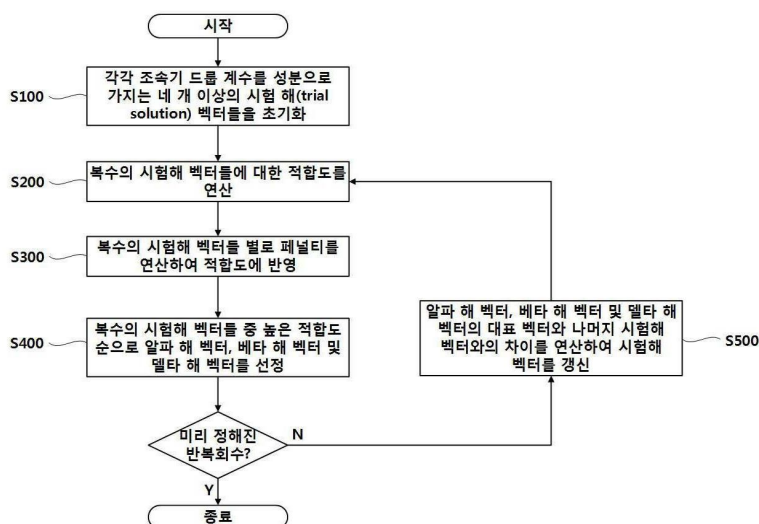 시작
S100
각각 조속기 드룹 계수를 성분으로
가지는 네 개 이상의 시험 해(trial
solution) 벡터들을 초기화
S200
복수의 시험해 벡터들에 대한 적합도를
연산
S300
복수의 시험해 벡터들 별로 페널티를
연산하여 적합도에 반영
S400
복수의 시험해 벡터들 중 높은 적합도
순으로 알파 해 벡터, 베타 해 벡터 및
델타 해 벡터를 선정
알파 해 벡터, 베타 해 벡터 및 델타 해
벡터의 대표 벡터와 나머지 시험해
벡터와의 차이를 연산하여 시험해
벡터를 갱신
S500
미리 정해진
반복회수?
N
Y
종료